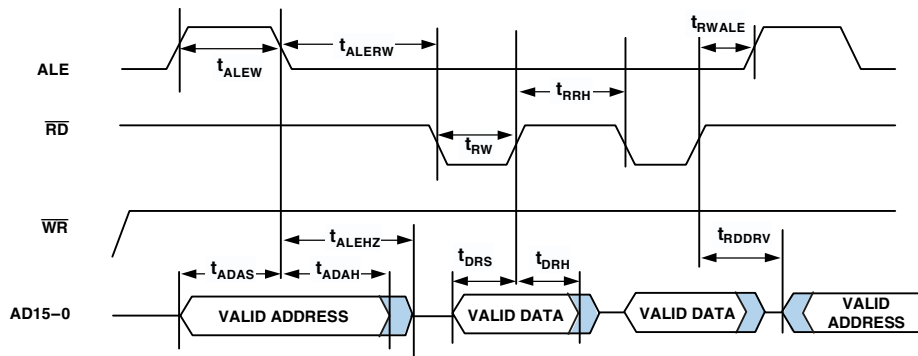 ALE
tALEW
tALERW
tRWALE
tRRH
RD
tRW
WR
tALEHZ
tRDDRV
tADAS
tADAH
tDRS
tDRH
AD15–0
VALID ADDRESS
VALID DATA
VALID DATA
VALID
ADDRESS